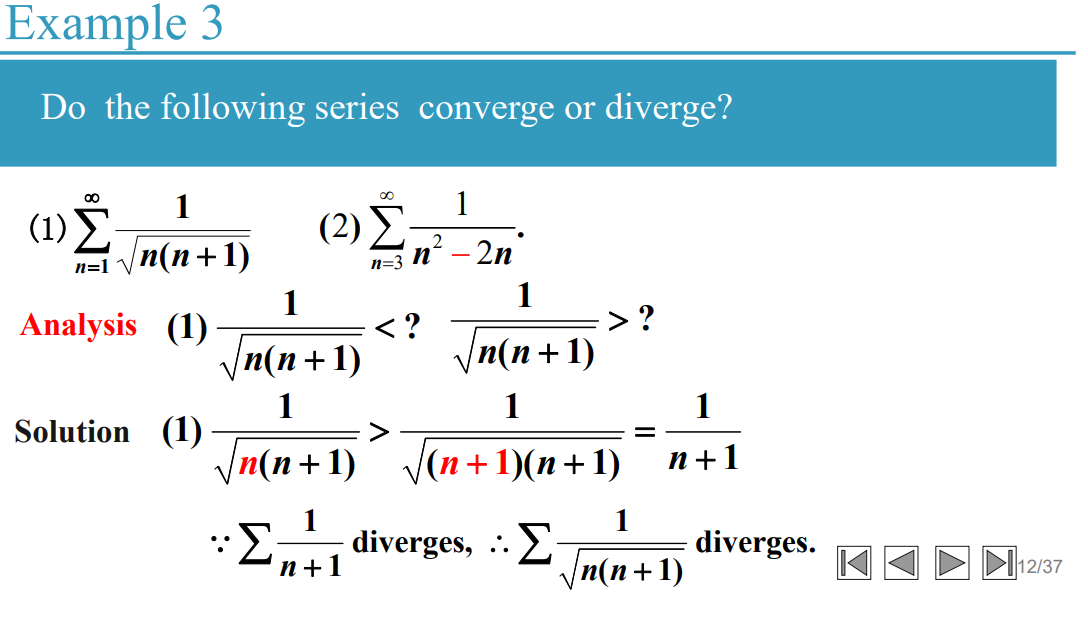 Example 3
Do the following series converge or diverge?
(1) $\sum_{n=1}^{\infty} \frac{1}{\sqrt{n(n+1)}}$ (2) $\sum_{n=3}^{\infty} \frac{1}{n^2 - 2n}$.
Analysis (1) $\frac{1}{\sqrt{n(n+1)}} < ?$ $\frac{1}{\sqrt{n(n+1)}} > ?$
Solution (1) $\frac{1}{\sqrt{n(n+1)}} > \frac{1}{\sqrt{(n+1)(n+1)}} = \frac{1}{n+1}$
∵ $\sum \frac{1}{n+1}$ diverges, ∴ $\sum \frac{1}{\sqrt{n(n+1)}}$ diverges.
12/37